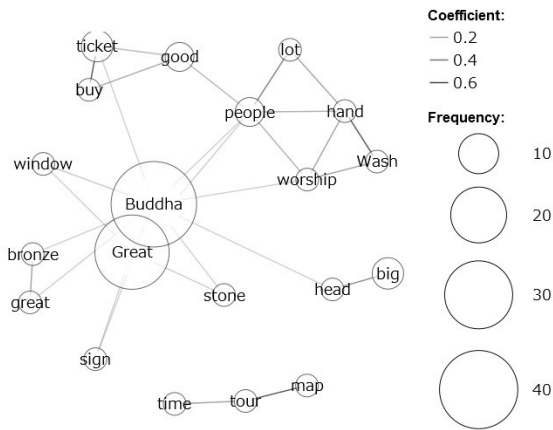 Coefficient:
0.2
0.4
0.6
Frequency:
10
20
30
40
ticket
good
lot
buy
people
hand
window
worship
Wash
Buddha
bronze
Great
great
stone
head
big
sign
time
tour
map